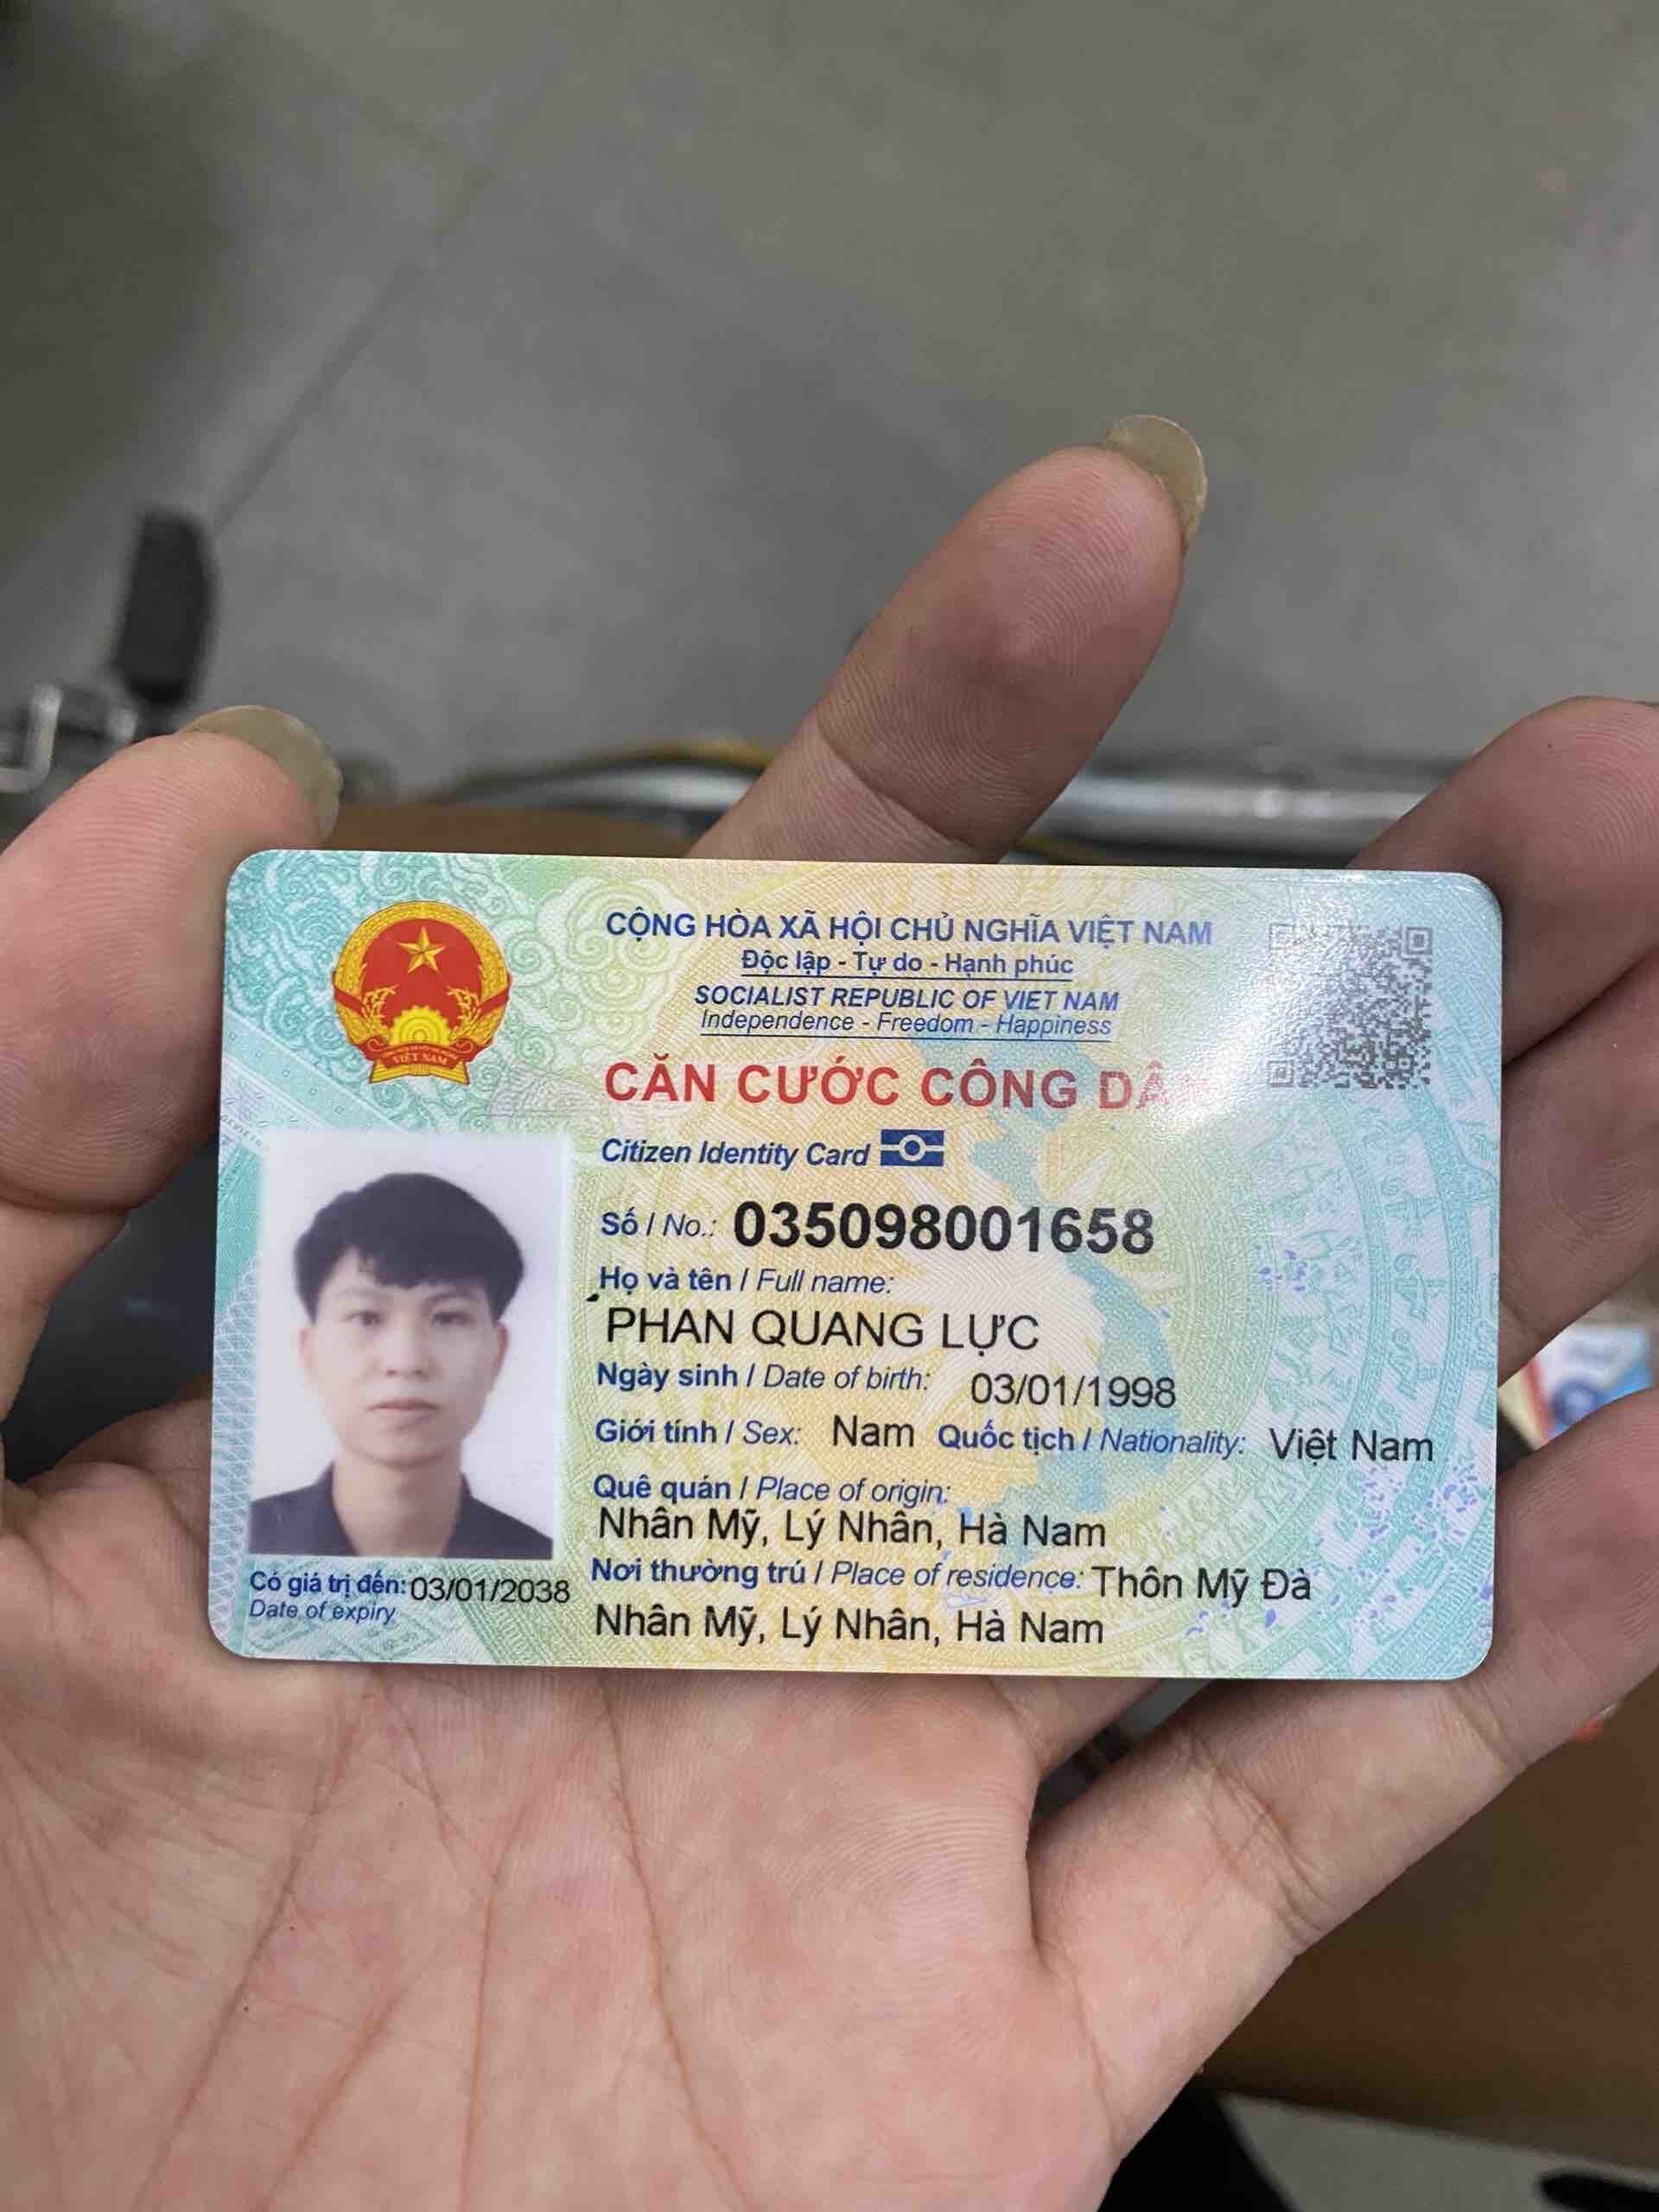 CỘNG HÒA XÃ HỘI CHỦ NGHĨA VIỆT NAM
Độc lập - Tự do - Hạnh phúc
SOCIALIST REPUBLIC OF VIET NAM
Independence - Freedom - Happiness
CĂN CƯỚC CÔNG DÂN
Citizen Identity Card
Số / No.: 035098001658
Họ và tên / Full name:
PHAN QUANG LỰC
Ngày sinh / Date of birth: 03/01/1998
Giới tính / Sex: Nam Quốc tịch / Nationality: Việt Nam
Quê quán / Place of origin:
Nhân Mỹ, Lý Nhân, Hà Nam
Nơi thường trú / Place of residence: Thôn Mỹ Đà
Nhân Mỹ, Lý Nhân, Hà Nam
Có giá trị đến: 03/01/2038
Date of expiry
VIỆT NAM